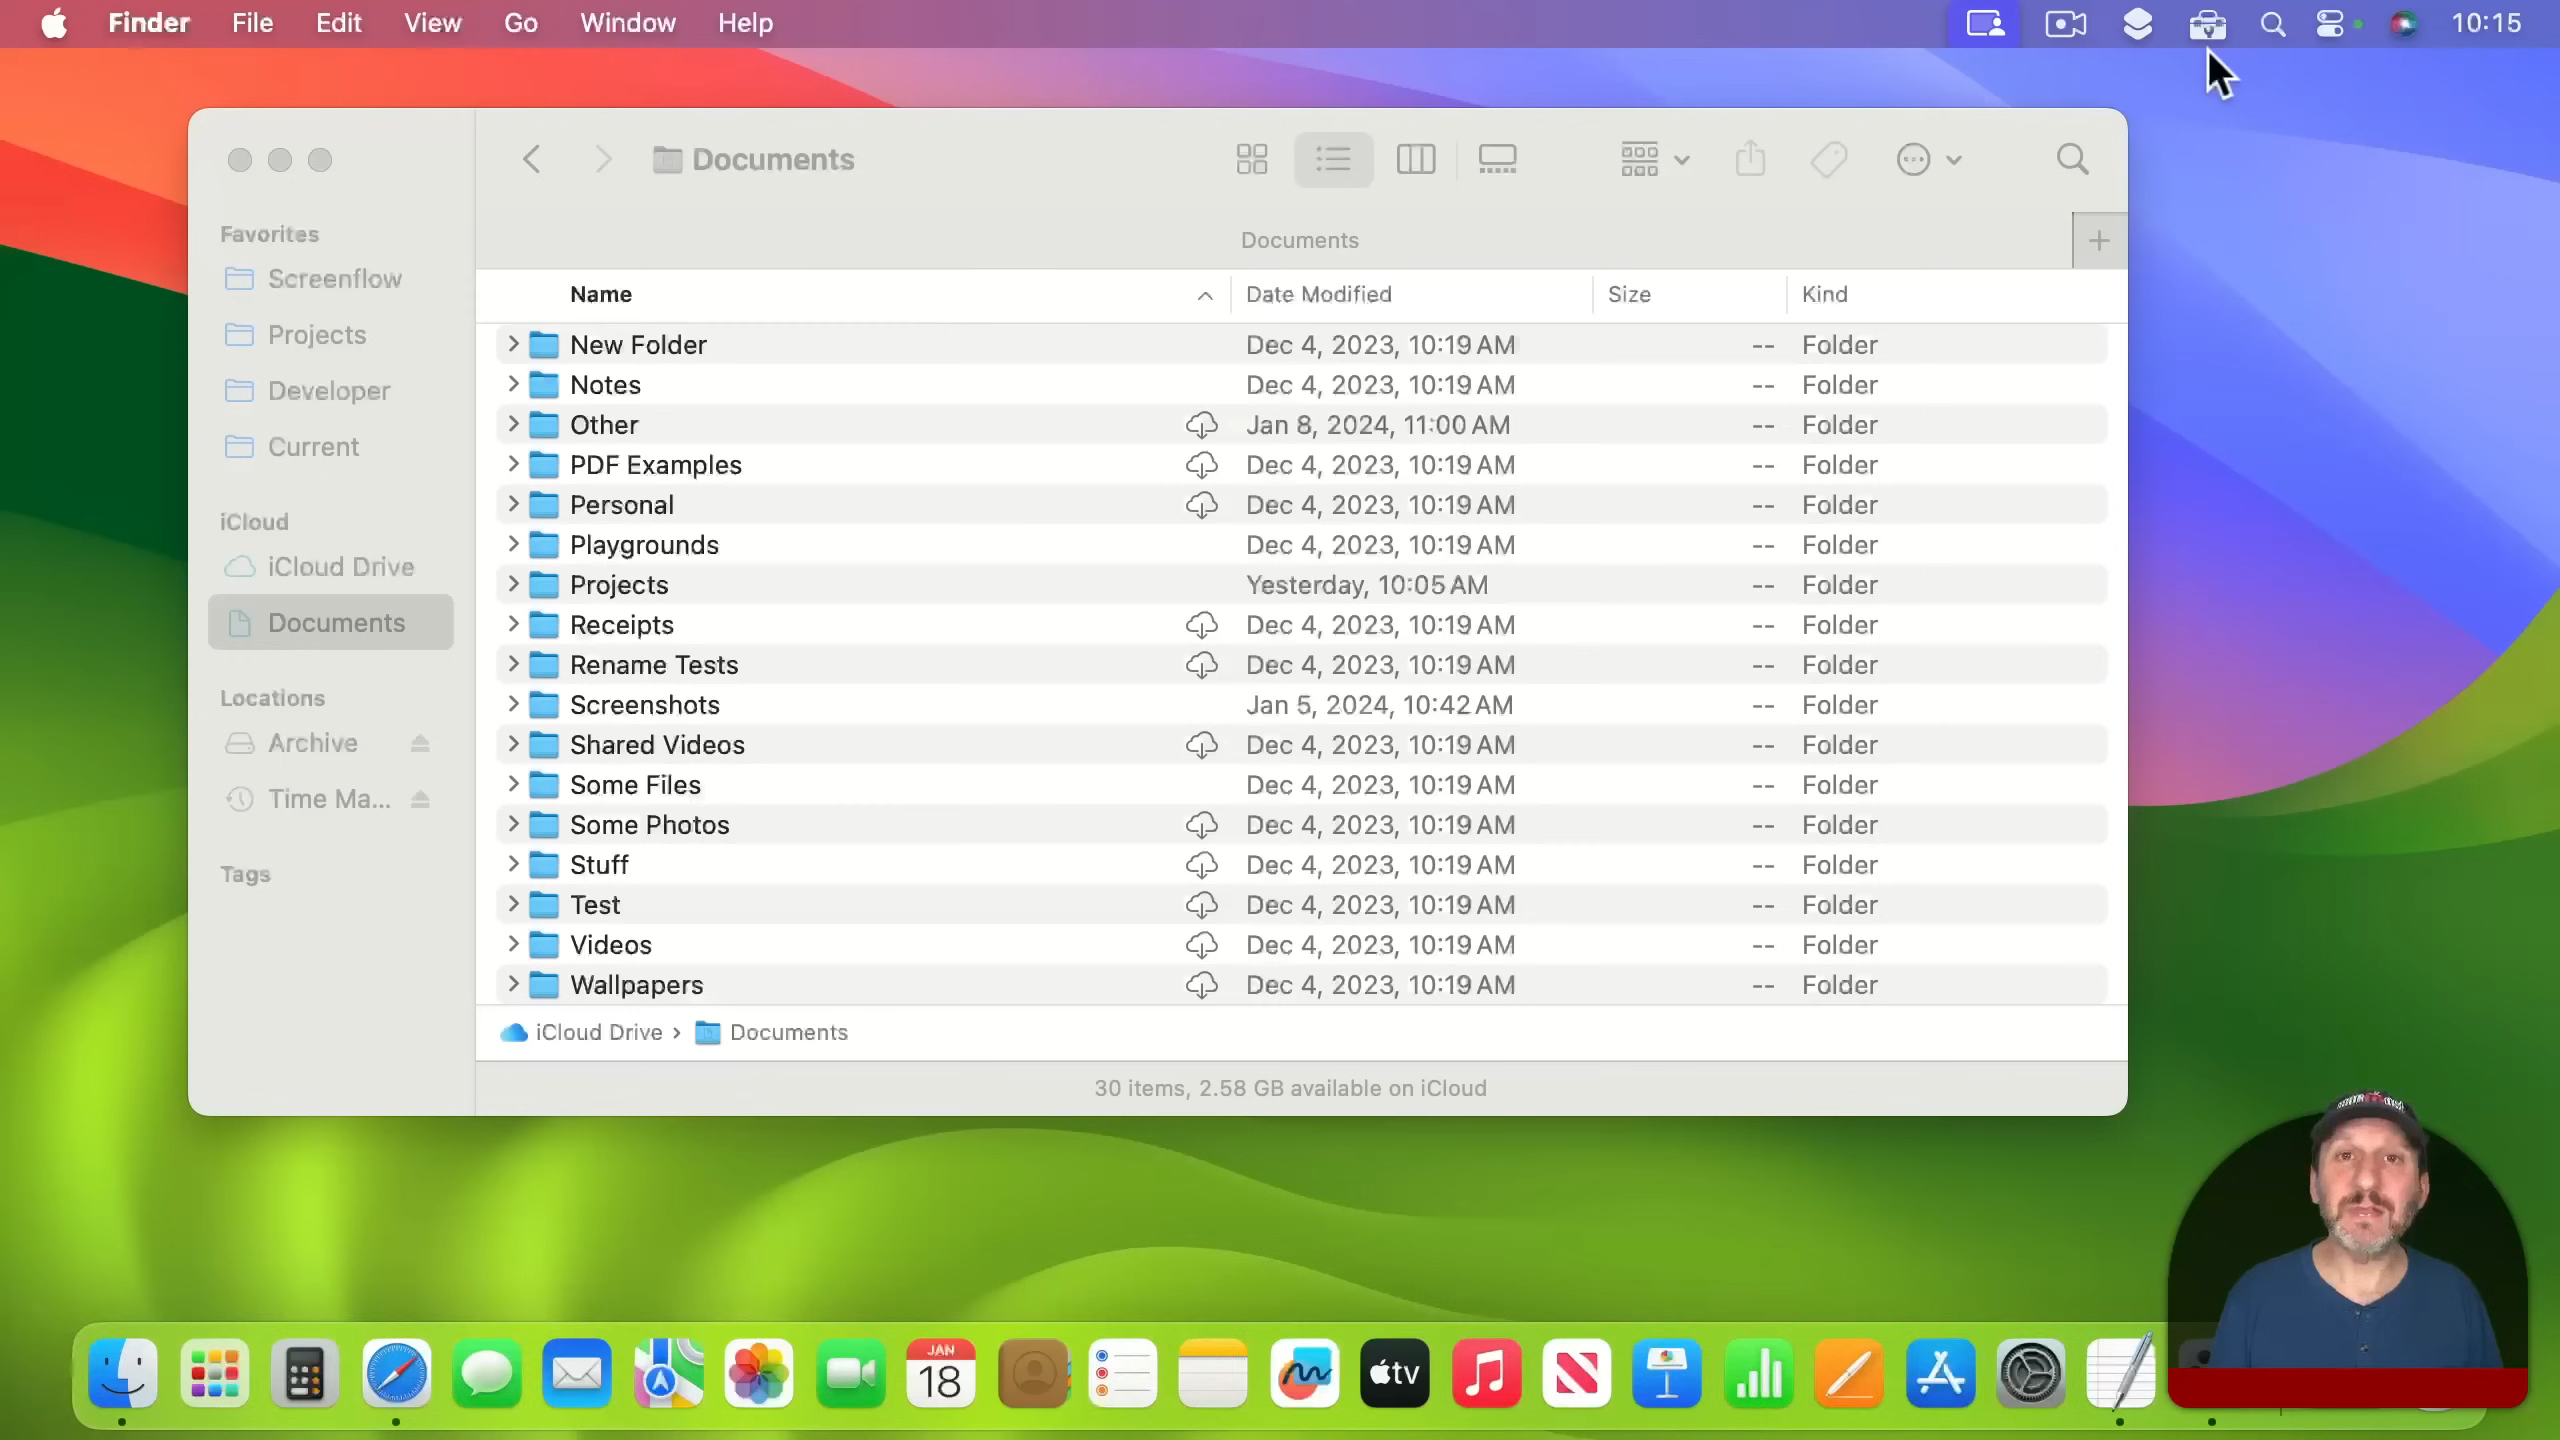 Finder File Edit View Go Window Help 10:15
Documents
Documents
Favorites
Screenflow
Projects
Developer
Current
iCloud
iCloud Drive
Documents
Locations
Archive
Time Ma...
Tags
Name Date Modified Size Kind
New Folder Dec 4, 2023, 10:19 AM -- Folder
Notes Dec 4, 2023, 10:19 AM -- Folder
Other Jan 8, 2024, 11:00 AM -- Folder
PDF Examples Dec 4, 2023, 10:19 AM -- Folder
Personal Dec 4, 2023, 10:19 AM -- Folder
Playgrounds Dec 4, 2023, 10:19 AM -- Folder
Projects Yesterday, 10:05 AM -- Folder
Receipts Dec 4, 2023, 10:19 AM -- Folder
Rename Tests Dec 4, 2023, 10:19 AM -- Folder
Screenshots Jan 5, 2024, 10:42 AM -- Folder
Shared Videos Dec 4, 2023, 10:19 AM -- Folder
Some Files Dec 4, 2023, 10:19 AM -- Folder
Some Photos Dec 4, 2023, 10:19 AM -- Folder
Stuff Dec 4, 2023, 10:19 AM -- Folder
Test Dec 4, 2023, 10:19 AM -- Folder
Videos Dec 4, 2023, 10:19 AM -- Folder
Wallpapers Dec 4, 2023, 10:19 AM -- Folder
iCloud Drive › Documents
30 items, 2.58 GB available on iCloud
JAN
18
tv